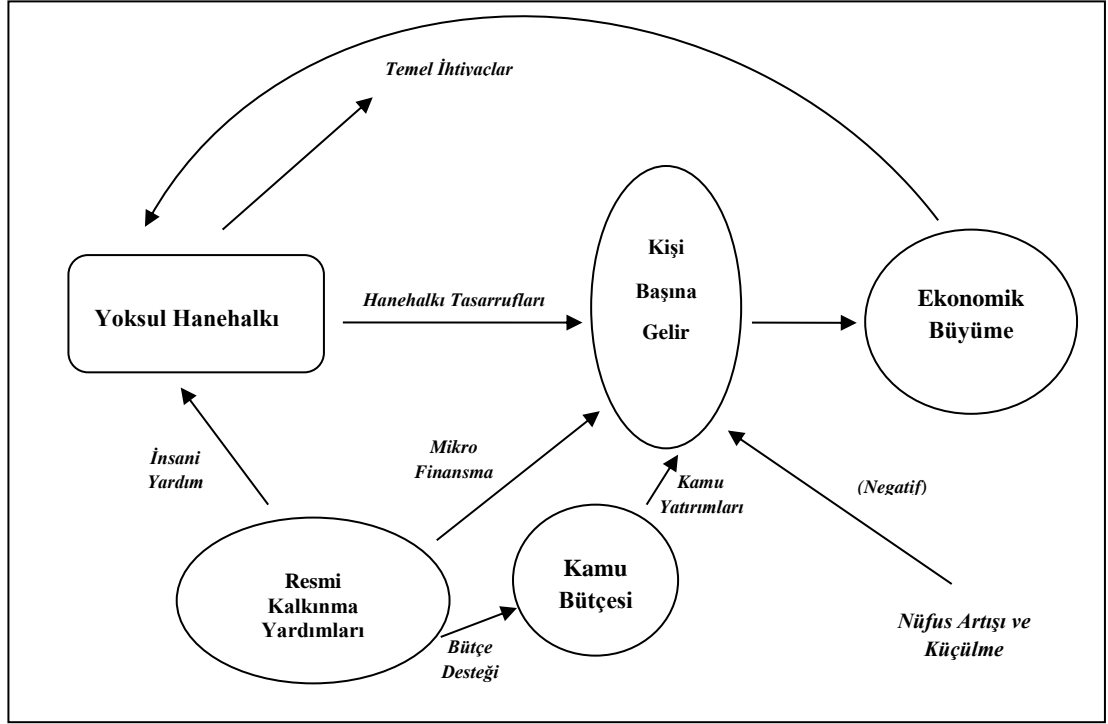 Temel İhtiyaclar
Kişi
Başına
Gelir
Ekonomik
Büyüme
Yoksul Hanehalkı
Hanehalkı Tasarrufları
İnsani
Yardım
Mikro
Finansma
Kamu
Yatırımları
(Negatif)
Resmi
Kalkınma
Yardımları
Kamu
Bütçesi
Bütçe
Desteği
Nüfus Artışı ve
Küçülme